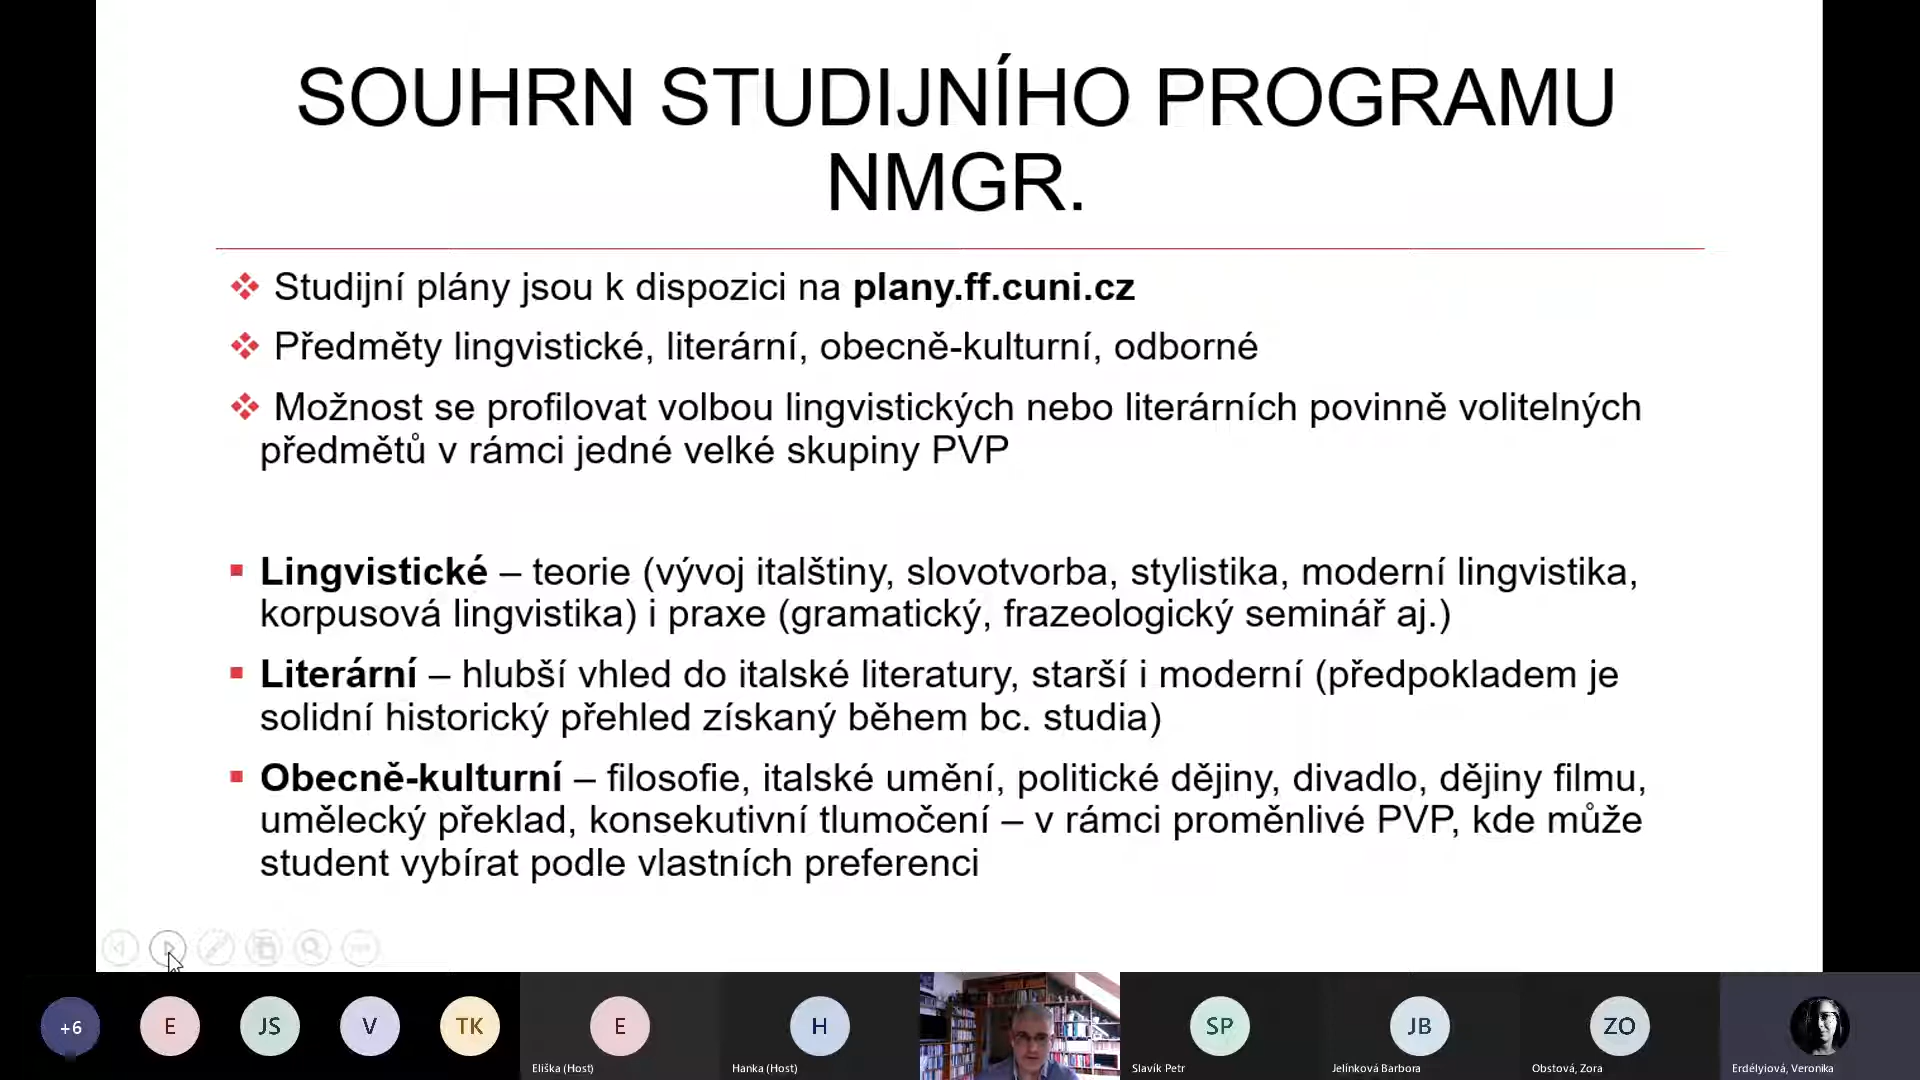 SOUHRN STUDIJNÍHO PROGRAMU
NMGR.
Studijní plány jsou k dispozici na plany.ff.cuni.cz
Předměty lingvistické, literární, obecně-kulturní, odborné
Možnost se profilovat volbou lingvistických nebo literárních povinně volitelných
předmětů v rámci jedné velké skupiny PVP
Lingvistické – teorie (vývoj italštiny, slovotvorba, stylistika, moderní lingvistika,
korpusová lingvistika) i praxe (gramatický, frazeologický seminář aj.)
Literární – hlubší vhled do italské literatury, starší i moderní (předpokladem je
solidní historický přehled získaný během bc. studia)
Obecně-kulturní – filosofie, italské umění, politické dějiny, divadlo, dějiny filmu,
umělecký překlad, konsekutivní tlumočení – v rámci proměnlivé PVP, kde může
student vybírat podle vlastních preferenci
+6 E JS V TK E H SP JB ZO
Eliška (Host) Hanka (Host) Slavík Petr Jelínková Barbora Obstová, Zora Erdélyiová, Veronika